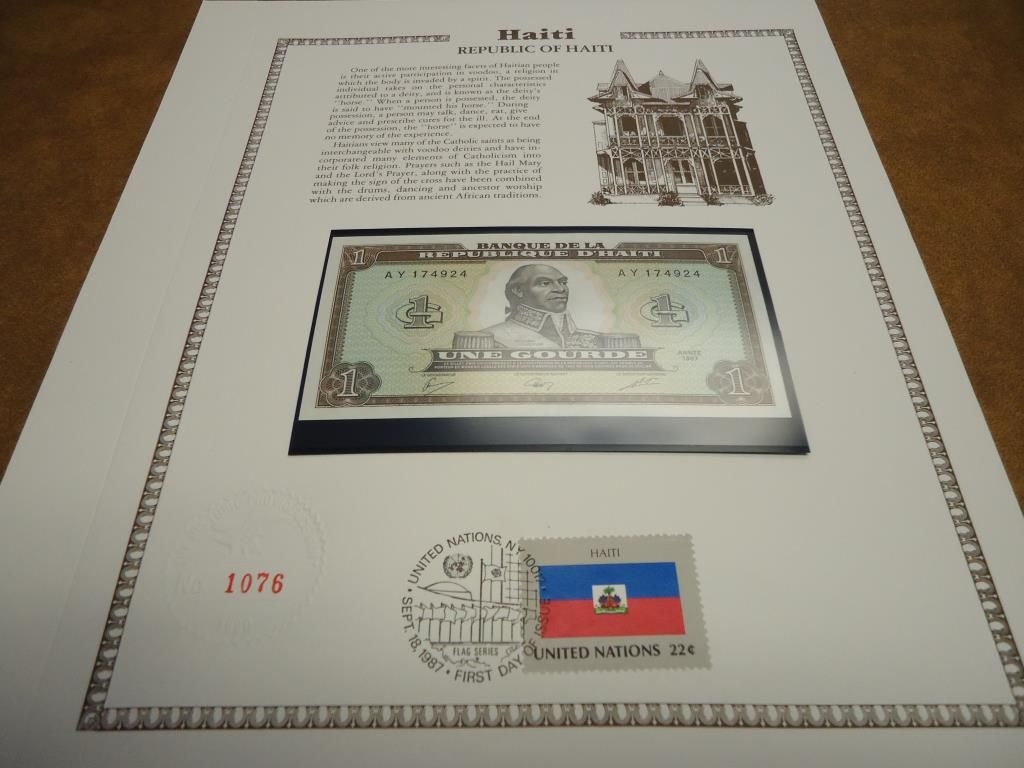 Haiti
REPUBLIC OF HAITI
One of the more interesting facets of Haitian people
is their active participation in voodoo, a religion in
which the body is invaded by a spirit. The possessed
individual takes on the personal characteristics
attributed to a deity, and is known as the deity's
"horse." When a person is possessed, the deity
is said to have "mounted his horse." During
possession, a person may talk, dance, eat, give
advice and prescribe cures for the ill. At the end
of the possession, the "horse" is expected to have
no memory of the experience.
Haitians view many of the Catholic saints as being
interchangeable with voodoo deities and have in-
corporated many elements of Catholicism into
their folk religion. Prayers such as the Hail Mary
and the Lord's Prayer, along with the practice of
making the sign of the cross have been combined
with the drums, dancing and ancestor worship
which are derived from ancient African traditions.
BANQUE DE LA
REPUBLIQUE D'HAITI
1
1
AY 174924
AY 174924
1
1
UNE GOURDE
ANNÉE
1987
1
1
No 1076
UNITED NATIONS, NY 10017
SEPT. 18, 1987 • FIRST DAY OF ISSUE
FLAG SERIES
HAITI
UNITED NATIONS 22¢